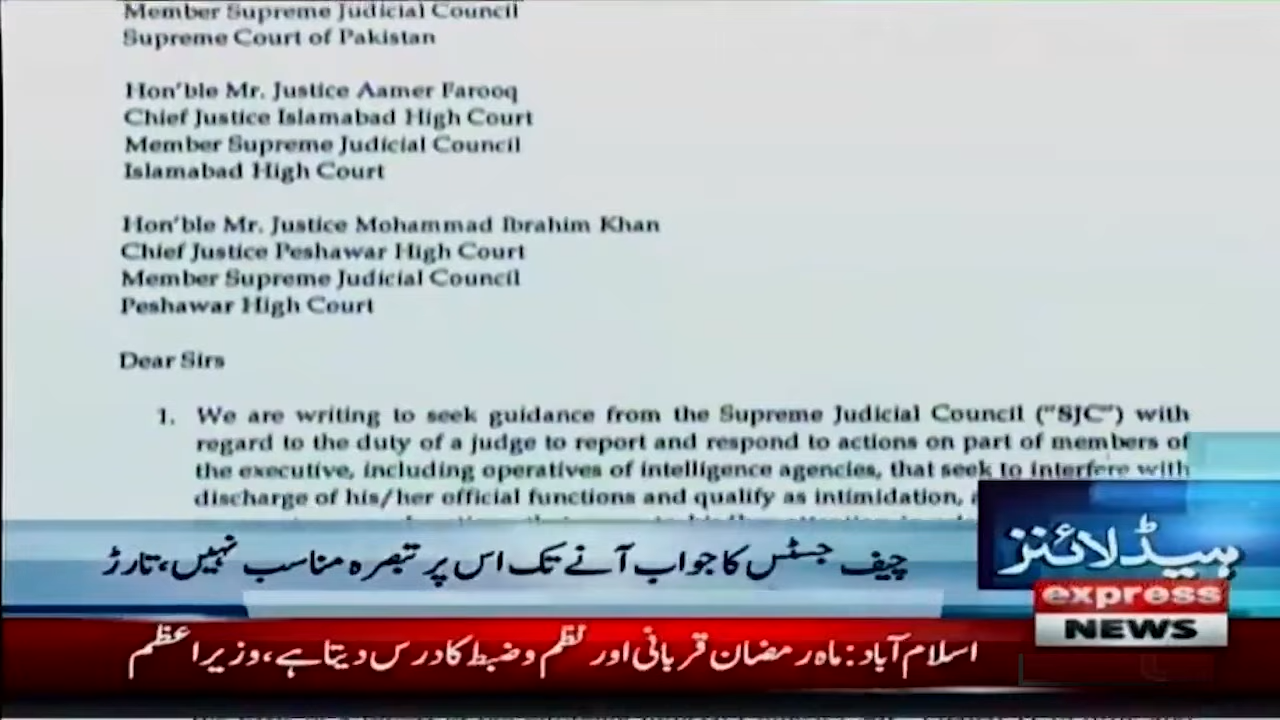 Member Supreme Judicial Council
Supreme Court of Pakistan
Hon'ble Mr. Justice Aamer Farooq
Chief Justice Islamabad High Court
Member Supreme Judicial Council
Islamabad High Court
Hon'ble Mr. Justice Mohammad Ibrahim Khan
Chief Justice Peshawar High Court
Member Supreme Judicial Council
Peshawar High Court
Dear Sirs
1. We are writing to seek guidance from the Supreme Judicial Council ("SJC") with
regard to the duty of a judge to report and respond to actions on part of members of
the executive, including operatives of intelligence agencies, that seek to interfere with
discharge of his/her official functions and qualify as intimidation,
ہیڈلائنز
چیف جسٹس کا جواب آنے تک اس پر تبصرہ مناسب نہیں، تارڑ
express
NEWS
اسلام آباد: ماہ رمضان قربانی اور نظم و ضبط کا درس دیتا ہے، وزیراعظم